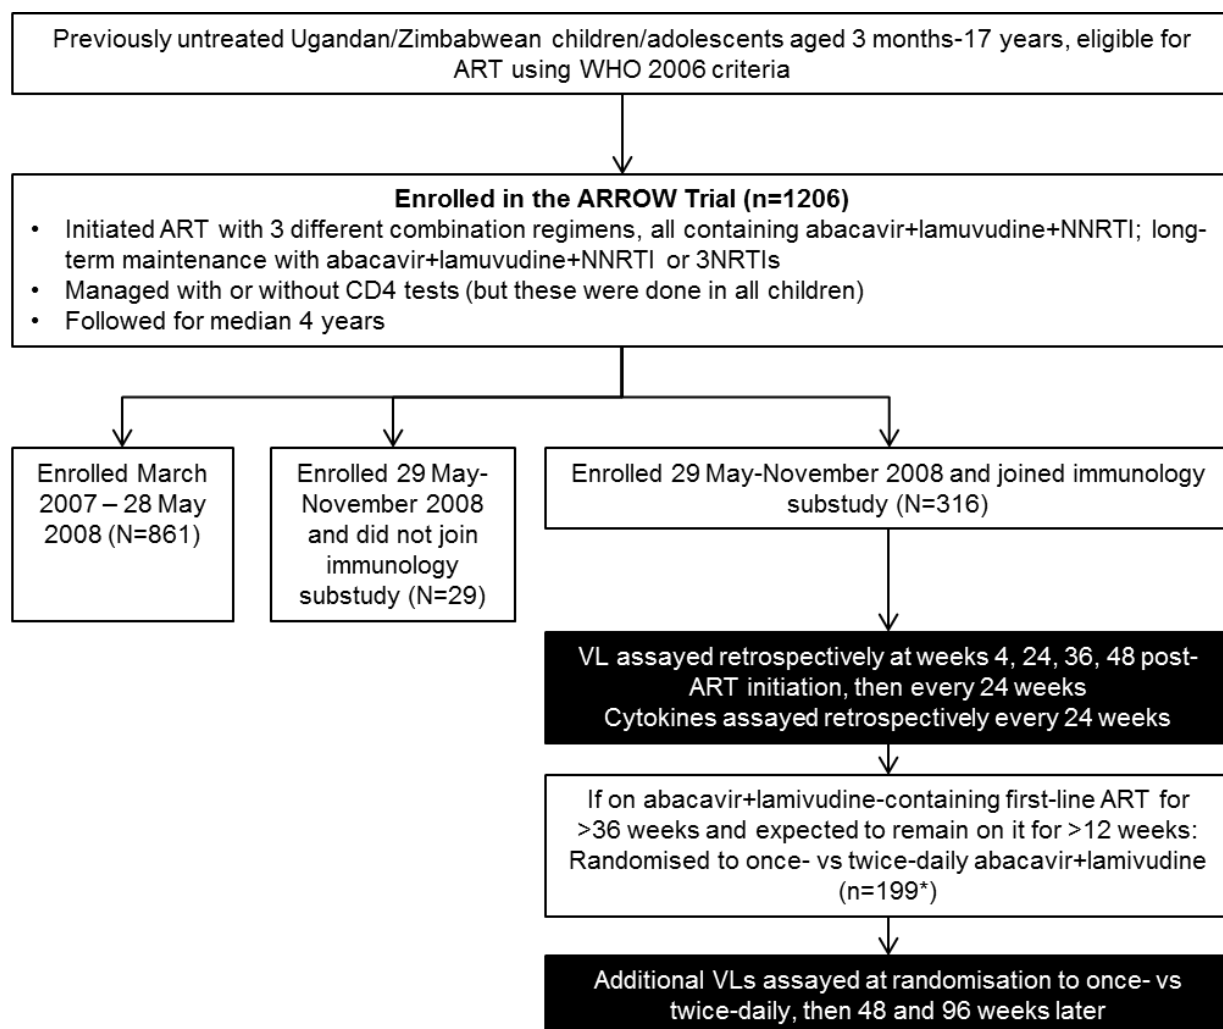 Previously untreated Ugandan/Zimbabwean children/adolescents aged 3 months-17 years, eligible for
ART using WHO 2006 criteria
Enrolled in the ARROW Trial (n=1206)
• Initiated ART with 3 different combination regimens, all containing abacavir+lamuvudine+NNRTI; long-
term maintenance with abacavir+lamuvudine+NNRTI or 3NRTIs
• Managed with or without CD4 tests (but these were done in all children)
• Followed for median 4 years
Enrolled March
2007 – 28 May
2008 (N=861)
Enrolled 29 May-
November 2008
and did not join
immunology
substudy (N=29)
Enrolled 29 May-November 2008 and joined immunology
substudy (N=316)
VL assayed retrospectively at weeks 4, 24, 36, 48 post-
ART initiation, then every 24 weeks
Cytokines assayed retrospectively every 24 weeks
If on abacavir+lamivudine-containing first-line ART for
>36 weeks and expected to remain on it for >12 weeks:
Randomised to once- vs twice-daily abacavir+lamivudine
(n=199*)
Additional VLs assayed at randomisation to once- vs
twice-daily, then 48 and 96 weeks later